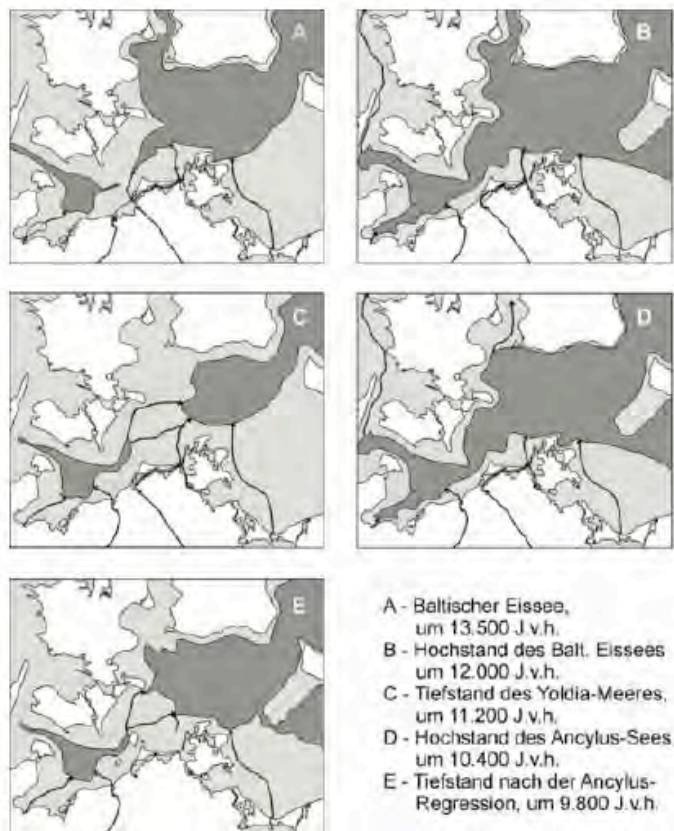 A
B
C
D
E
A - Baltischer Eissee,
um 13.500 J.v.h.
B - Hochstand des Balt. Eissees
um 12.000 J.v.h.
C - Tiefstand des Yoldia-Meeres,
um 11.200 J.v.h.
D - Hochstand des Ancylus-Sees,
um 10.400 J.v.h.
E - Tiefstand nach der Ancylus-
Regression, um 9.800 J.v.h.